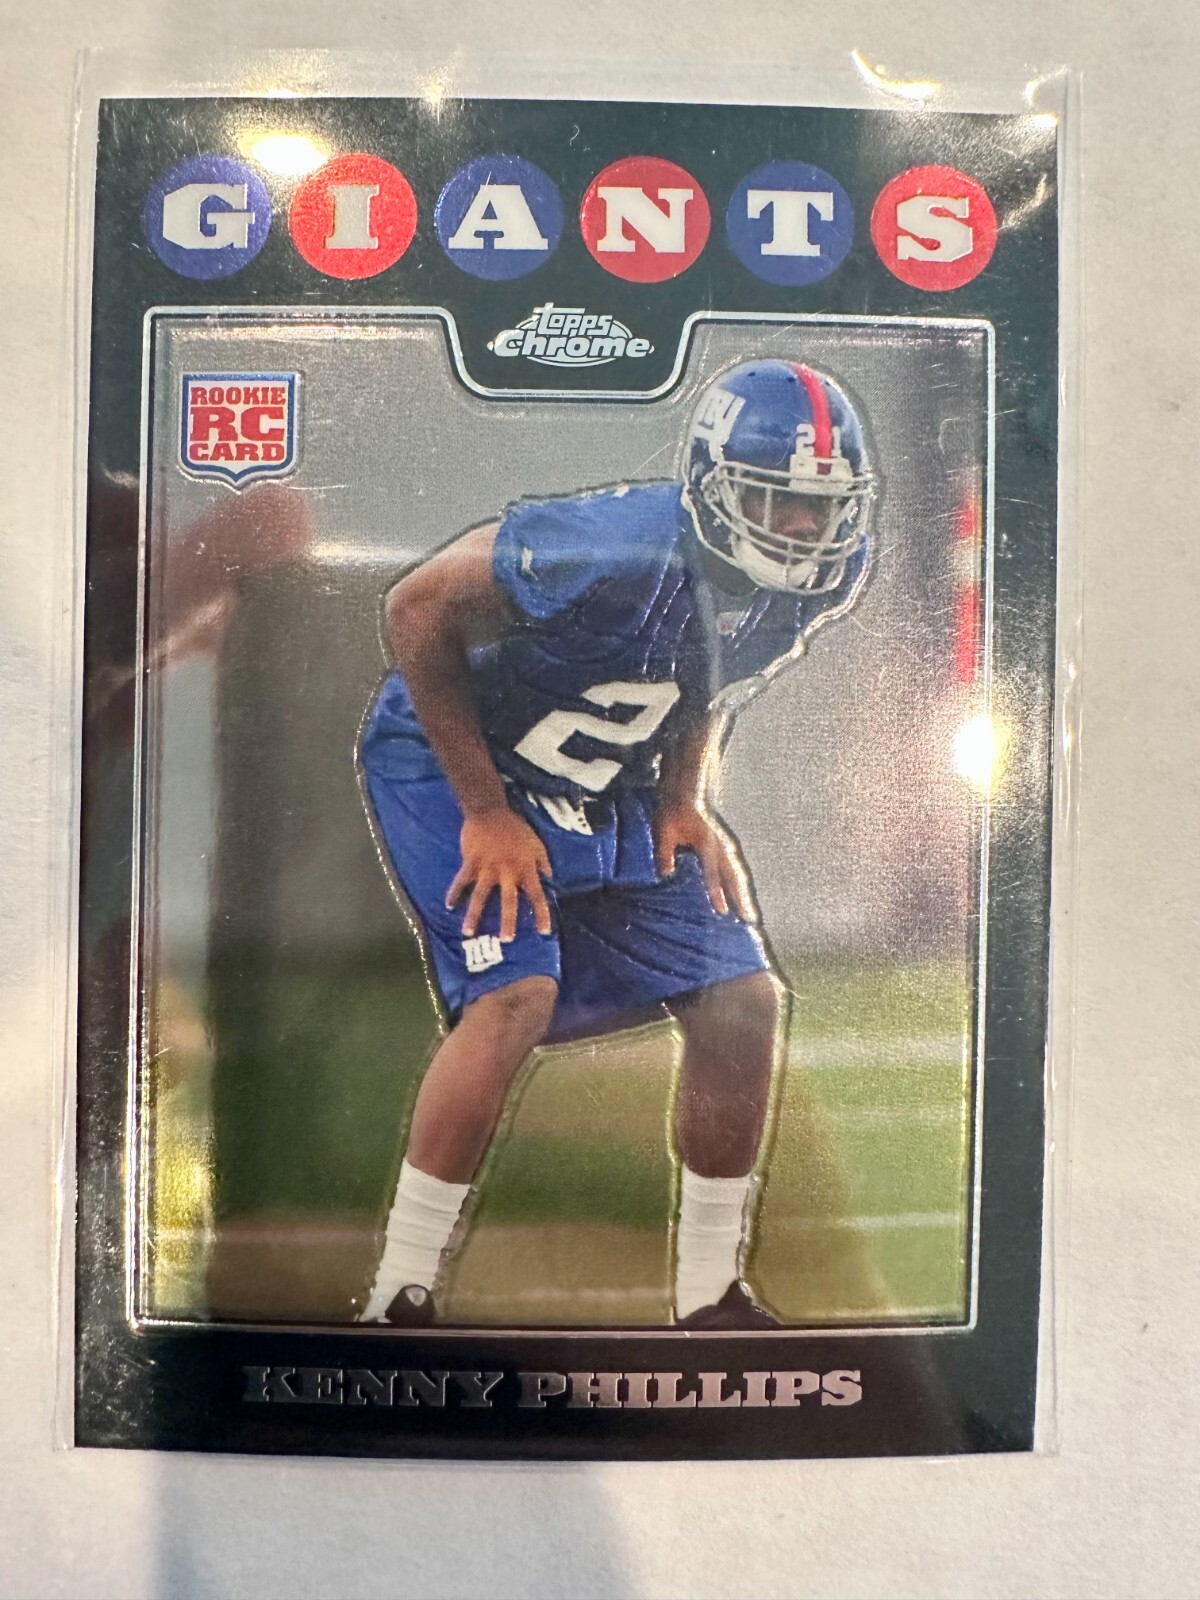 GIANTS
Topps
Chrome
ROOKIE
RC
CARD
ny
21
2
ny
KENNY PHILLIPS